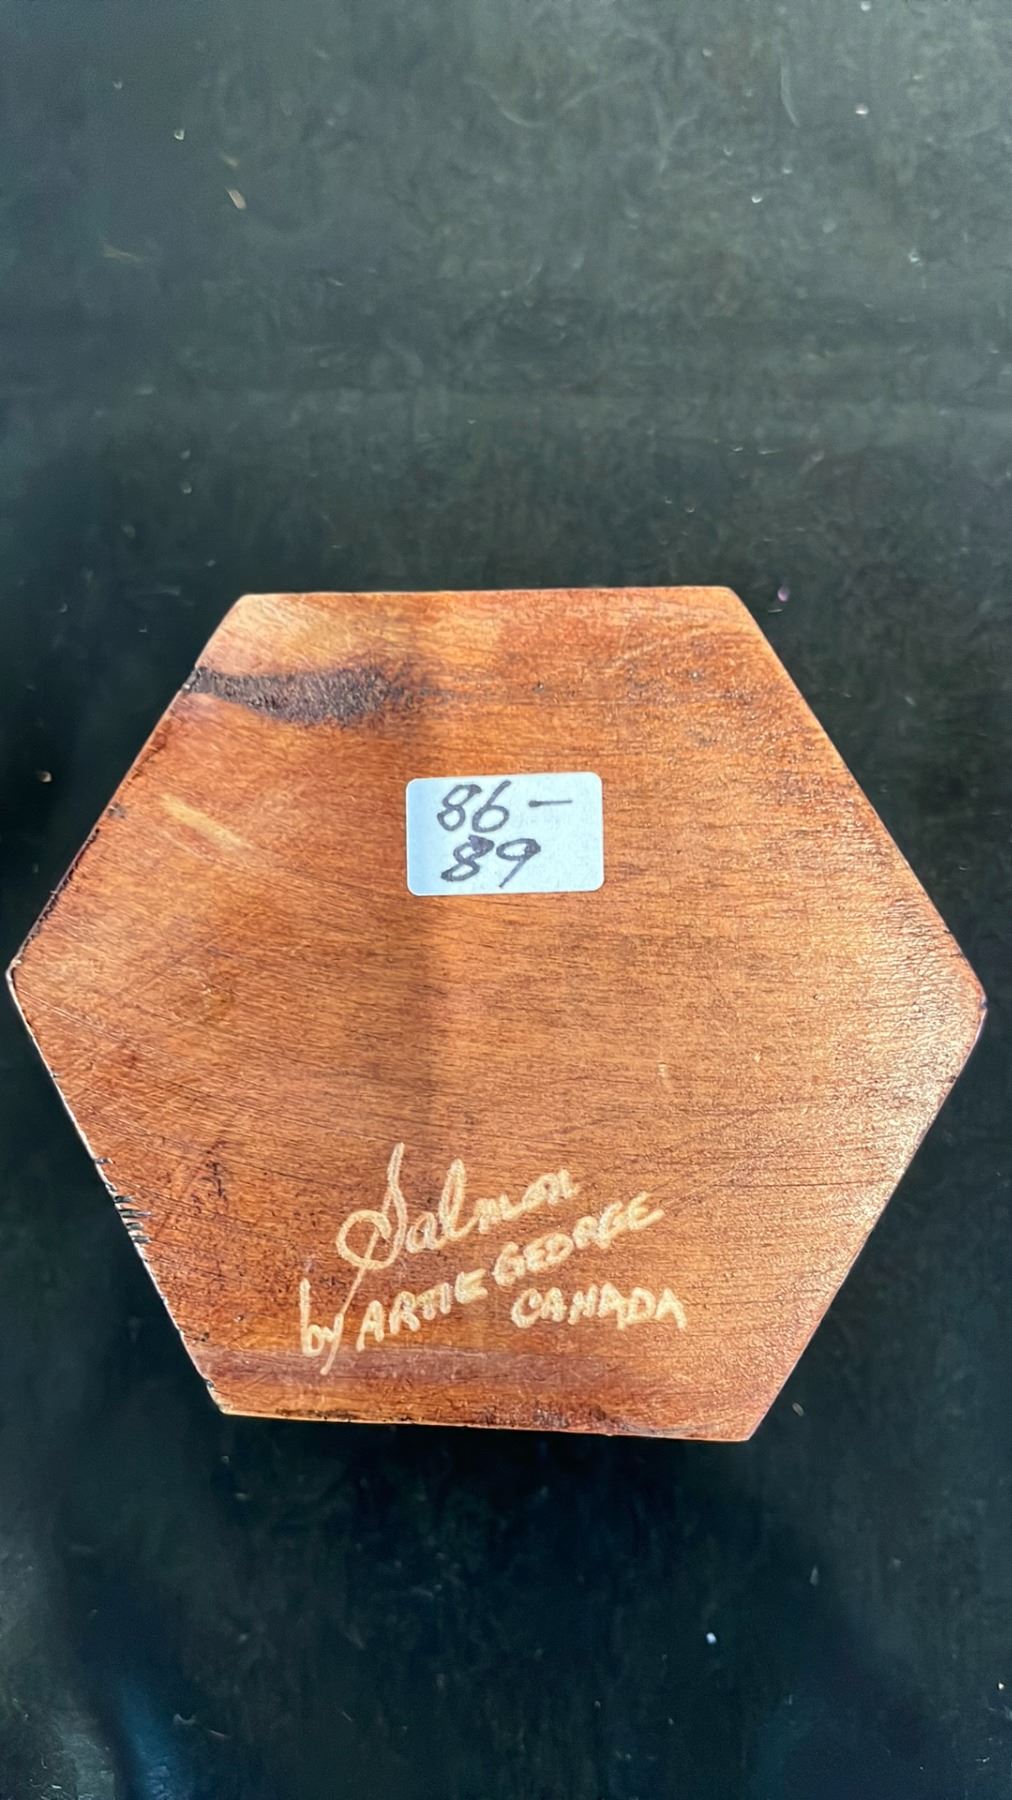 86-
89
Salmon
by ARTIE GEORGE
CANADA